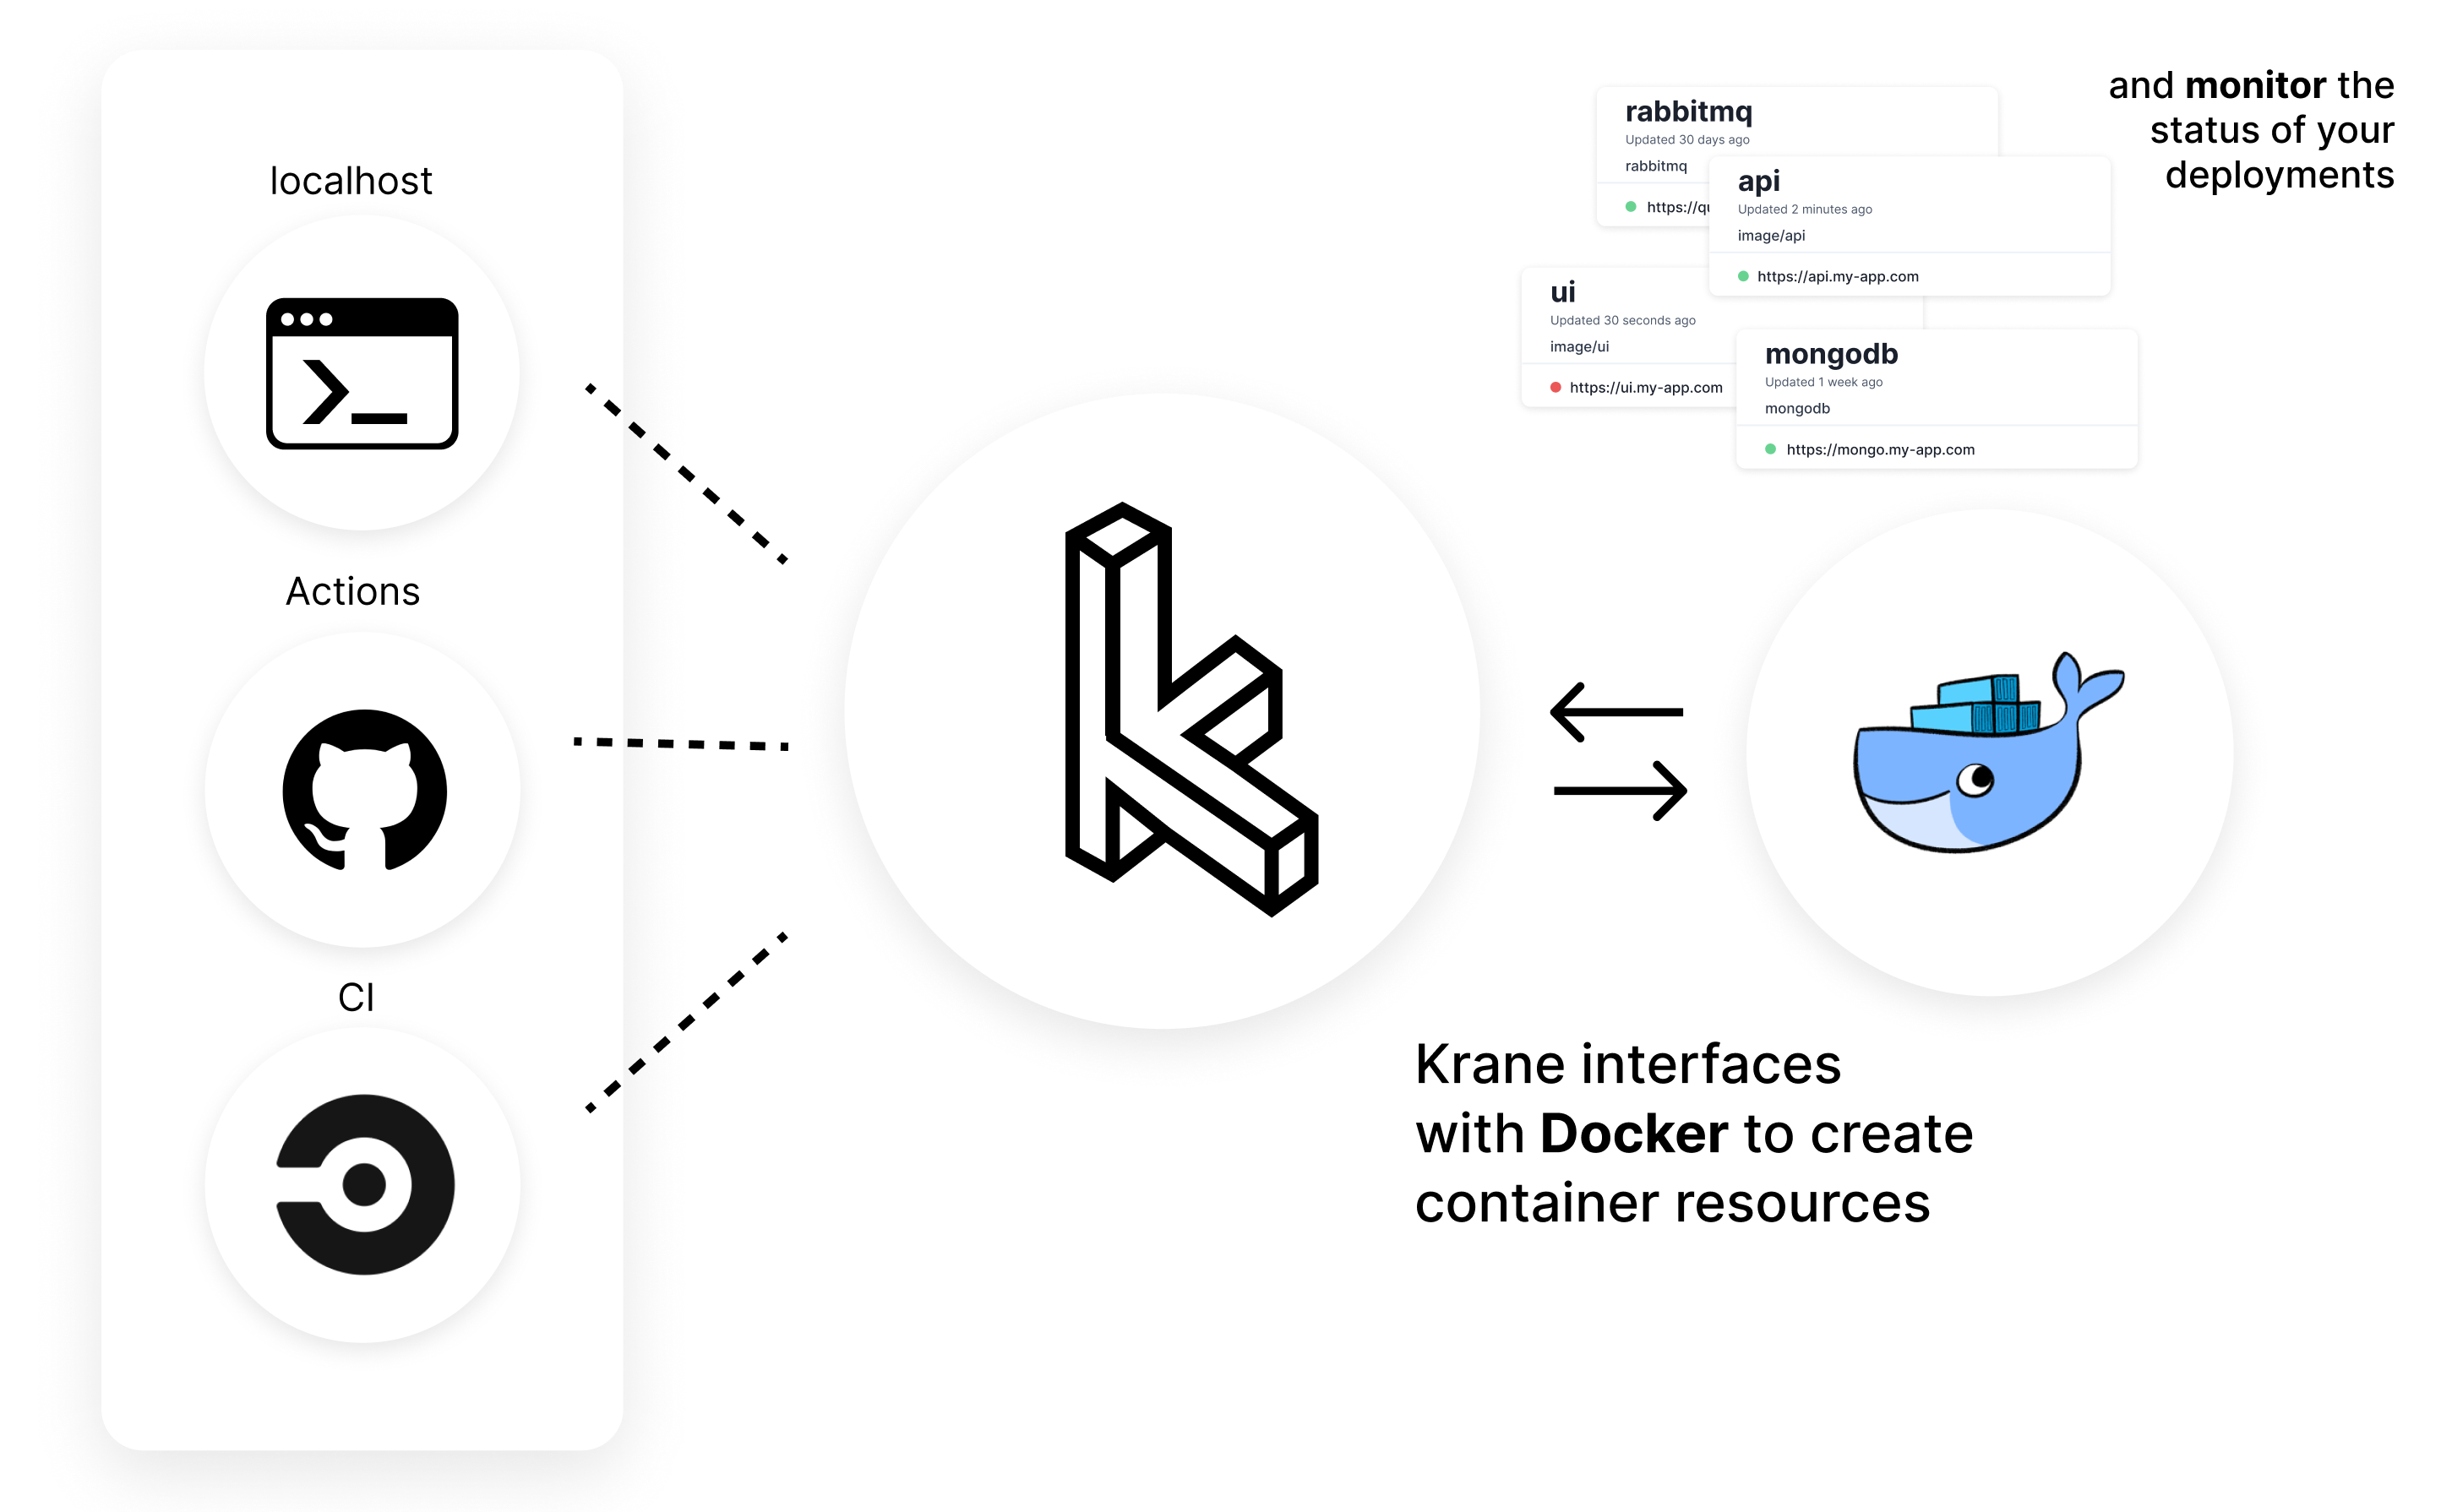 localhost
Actions
CI
rabbitmq
Updated 30 days ago
rabbitmq
https://qu
api
Updated 2 minutes ago
image/api
https://api.my-app.com
ui
Updated 30 seconds ago
image/ui
https://ui.my-app.com
mongodb
Updated 1 week ago
mongodb
https://mongo.my-app.com
and monitor the
status of your
deployments
Krane interfaces
with Docker to create
container resources